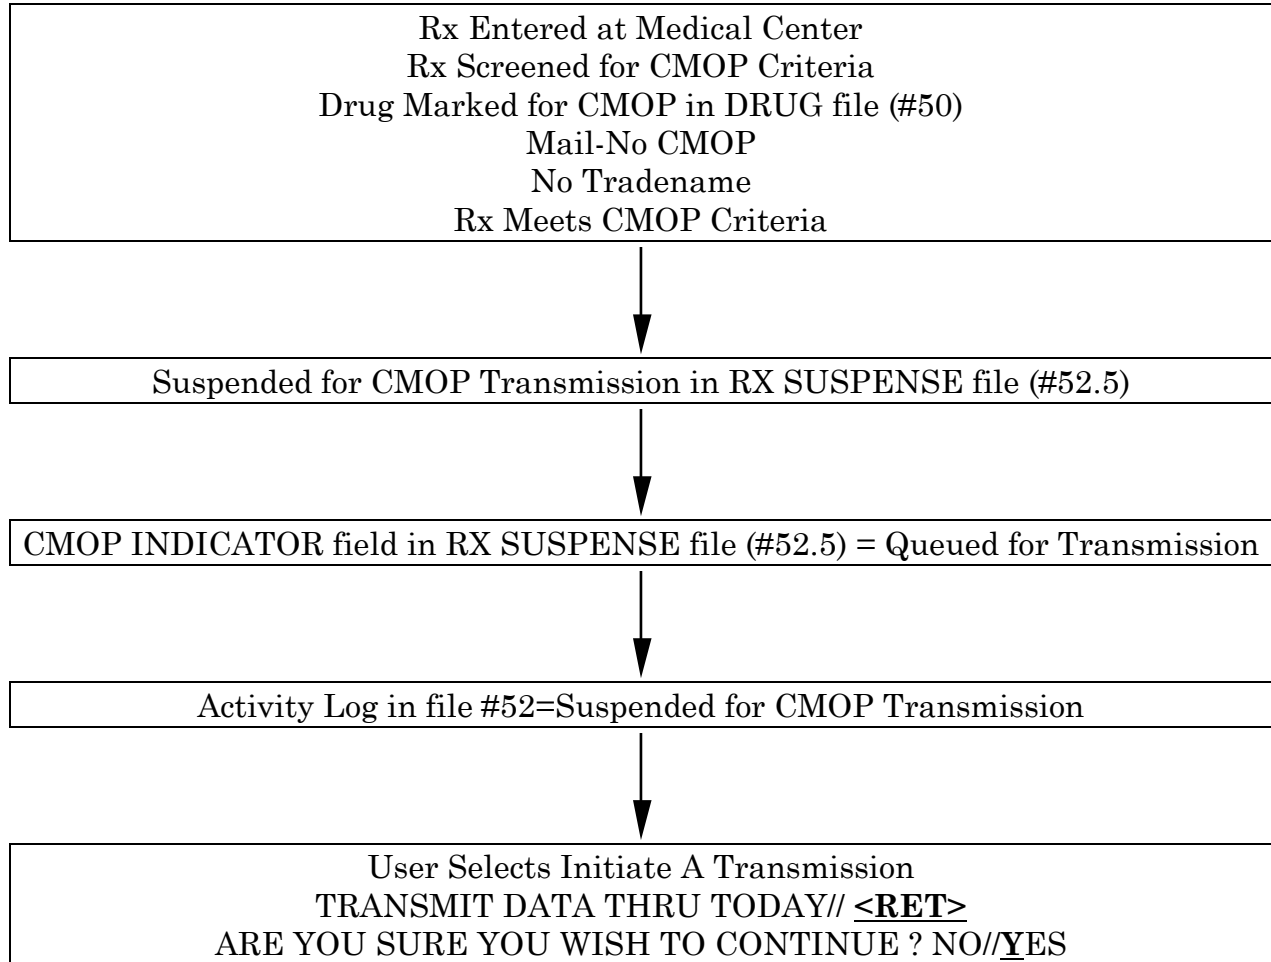 Rx Entered at Medical Center
Rx Screened for CMOP Criteria
Drug Marked for CMOP in DRUG file (#50)
Mail-No CMOP
No Tradename
Rx Meets CMOP Criteria
Suspended for CMOP Transmission in RX SUSPENSE file (#52.5)
CMOP INDICATOR field in RX SUSPENSE file (#52.5) = Queued for Transmission
Activity Log in file #52=Suspended for CMOP Transmission
User Selects Initiate A Transmission
TRANSMIT DATA THRU TODAY// <RET>
ARE YOU SURE YOU WISH TO CONTINUE ? NO//YES